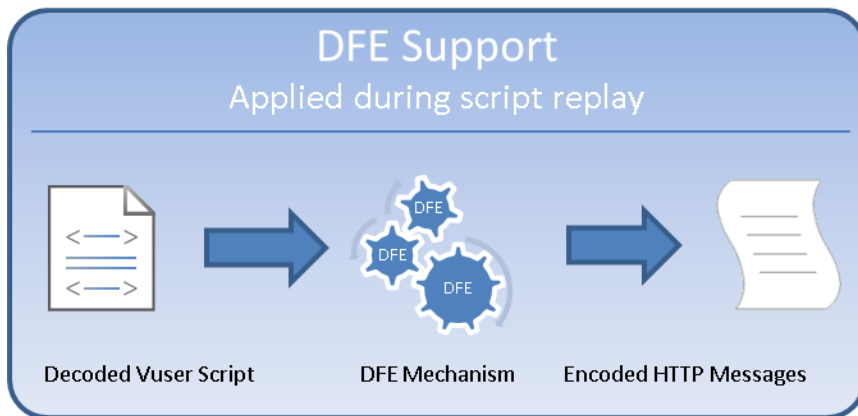 DFE Support
Applied during script replay
DFE
DFE
DFE
Decoded Vuser Script
DFE Mechanism
Encoded HTTP Messages